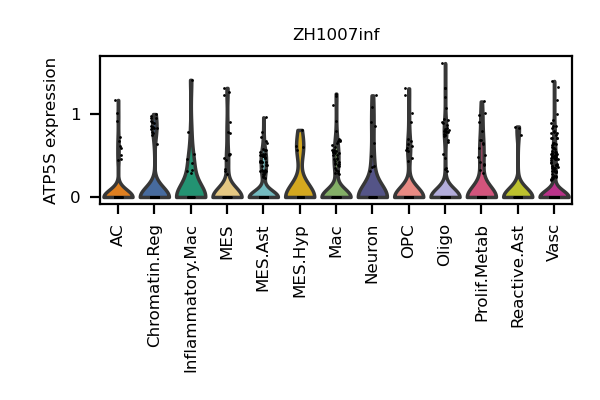 ZH1007inf
ATP5S expression
1
0
AC
Chromatin.Reg
Inflammatory.Mac
MES
MES.Ast
MES.Hyp
Mac
Neuron
OPC
Oligo
Prolif.Metab
Reactive.Ast
Vasc